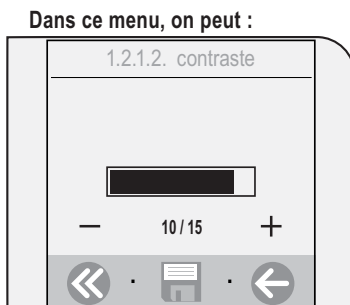 Dans ce menu, on peut :
1.2.1.2. contraste
— 10 / 15 +